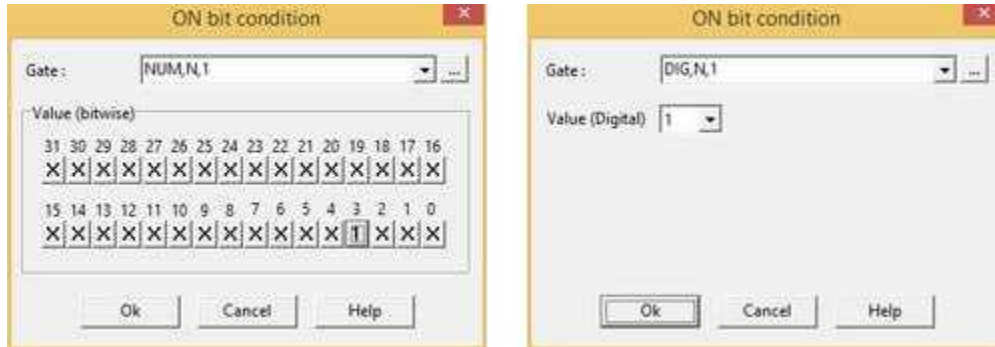 ON bit condition
Gate :
NUM,N,1
...
Value (bitwise)
31 30 29 28 27 26 25 24 23 22 21 20 19 18 17 16
X X X X X X X X X X X X X X X X
15 14 13 12 11 10 9 8 7 6 5 4 3 2 1 0
X X X X X X X X X X X X 1 X X X
Ok Cancel Help
ON bit condition
Gate :
DIG,N,1
...
Value (Digital) 1
Ok Cancel Help